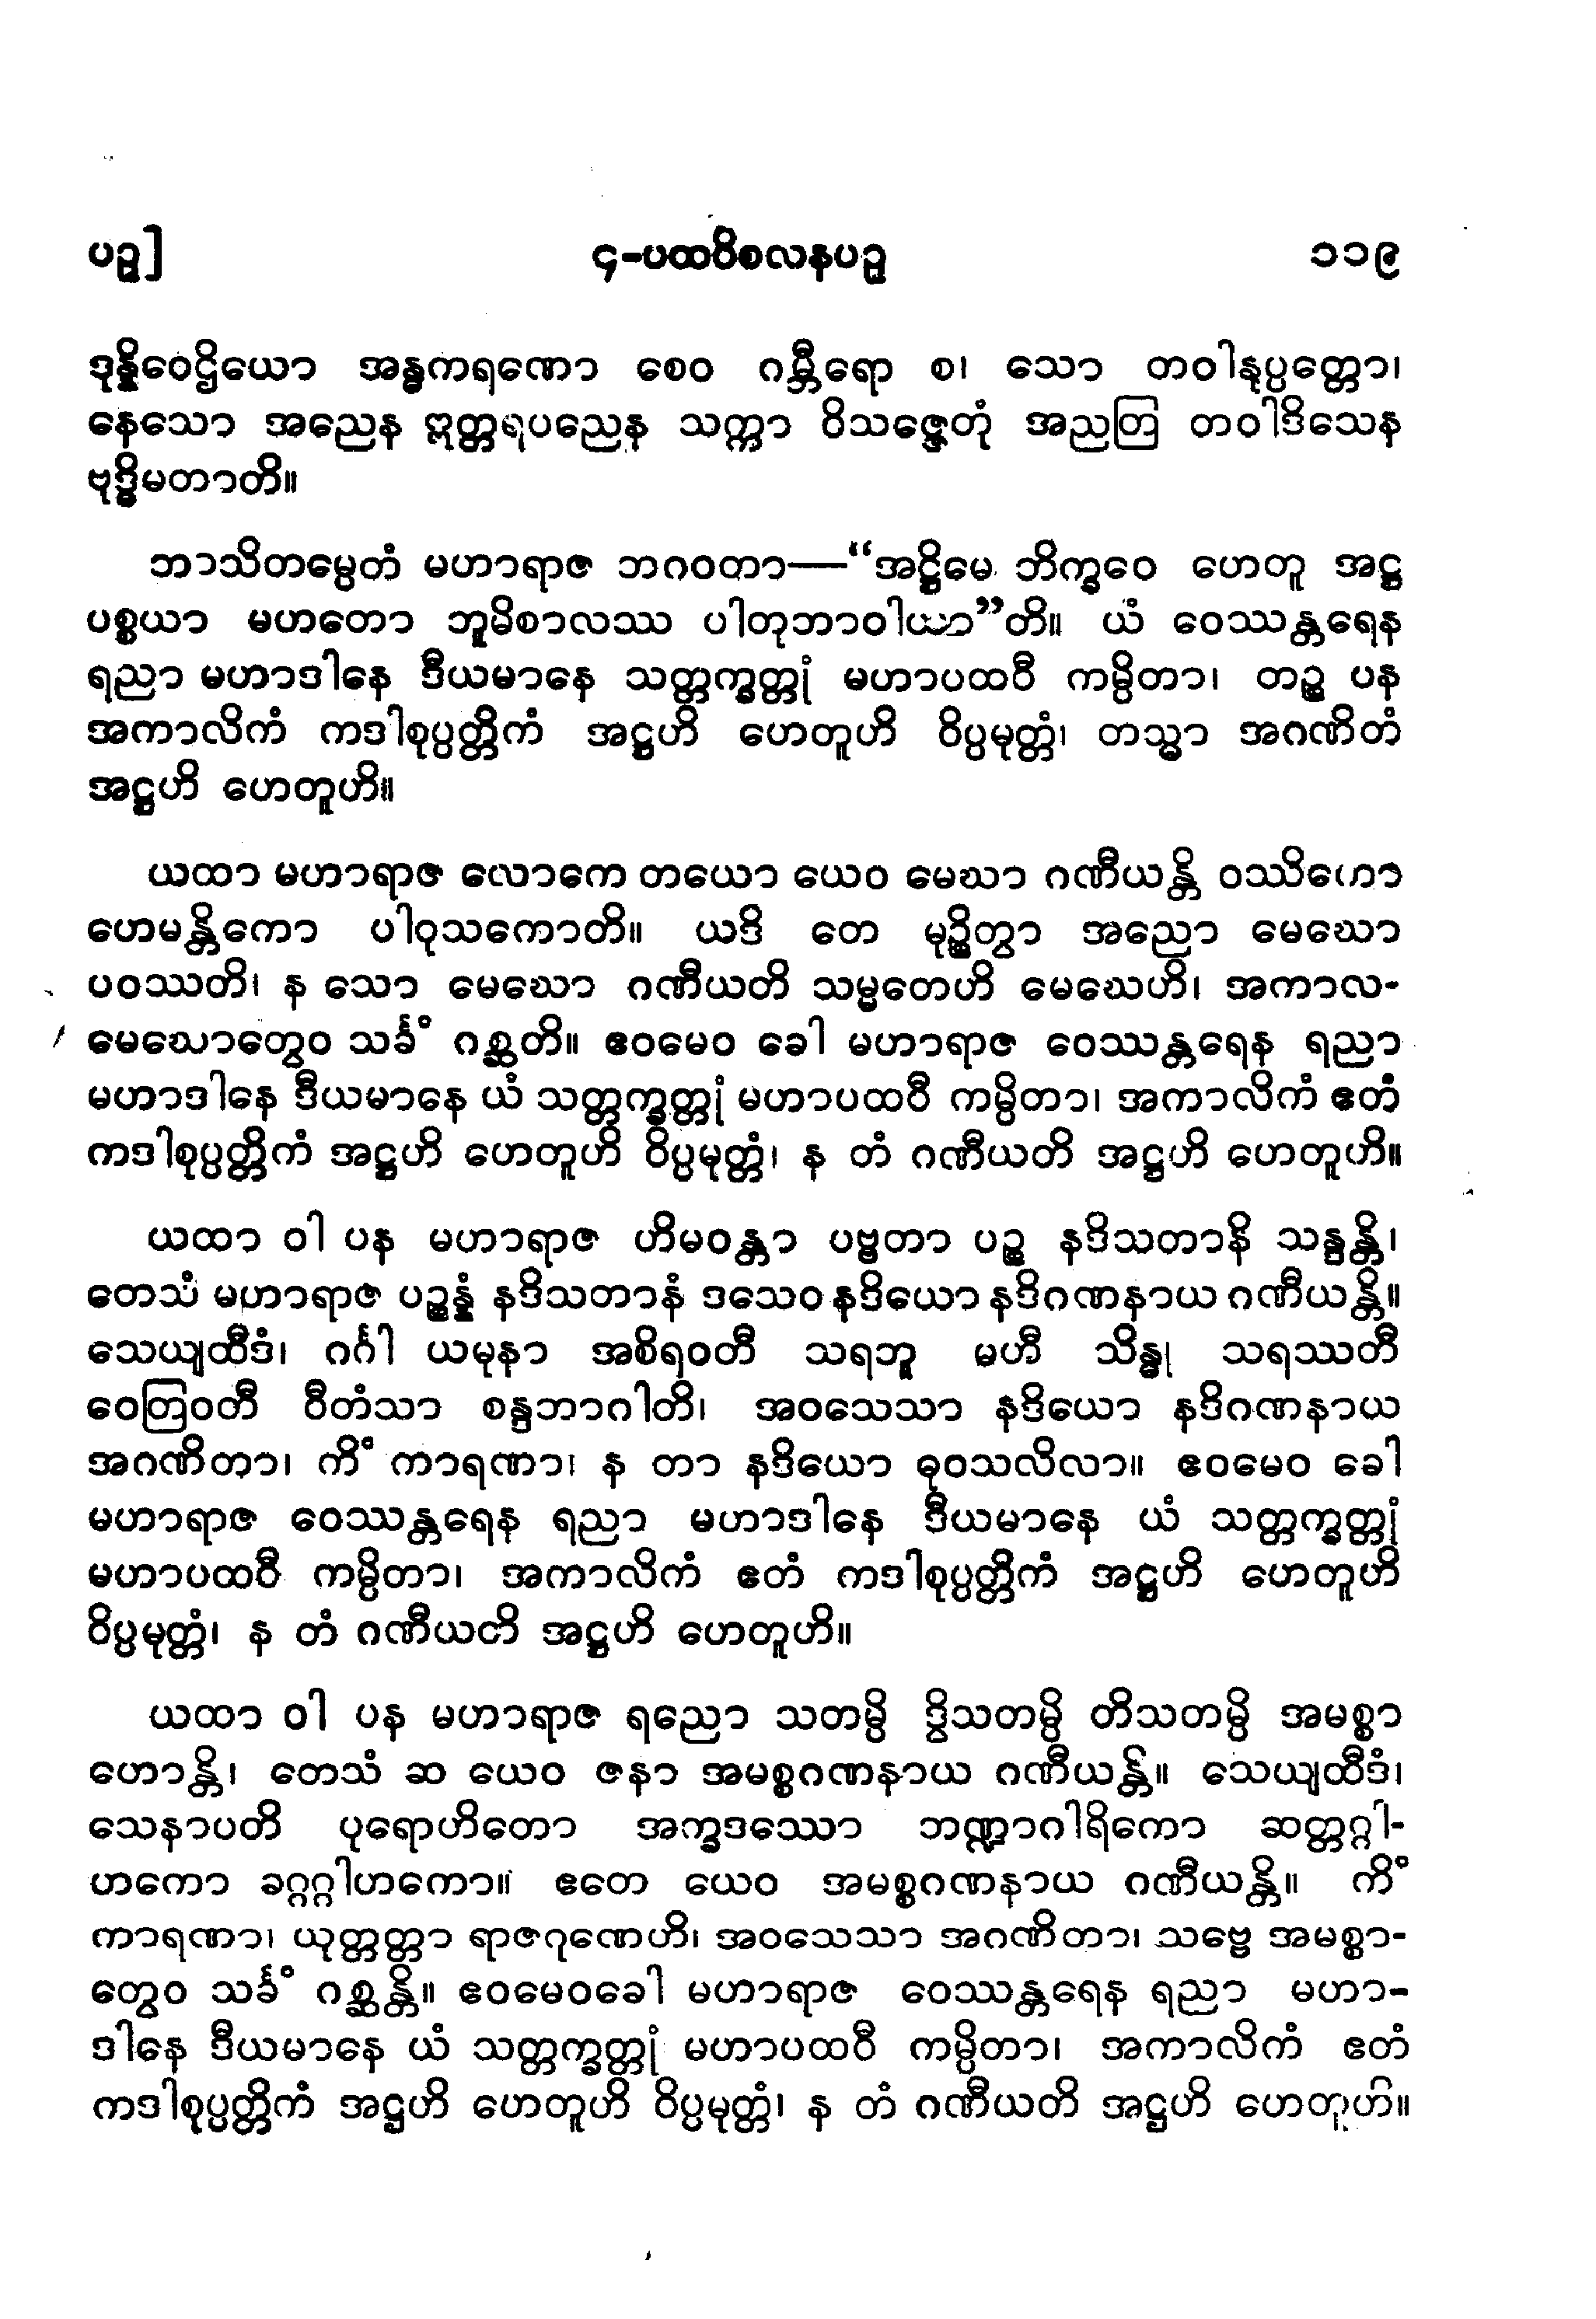 ပဉှ]	၄-ပထဝိစလနပဉှ	၁၁၉
ဒုန္နိဝေဌိယော အန္ဓကရဏော စေဝ ဂမ္ဘီရော စ၊ သော တဝါနုပ္ပတ္တော၊
နေသော အညေန ဣတ္တရပညေန သက္ကာ ဝိသဇ္ဇေတုံ အညတြ တဝါဒိသေန
ဗုဒ္ဓိမတာတိ။
ဘာသိတမ္ပေတံ မဟာရာဇ ဘဂဝတာ—“အဋ္ဌိမေ ဘိက္ခဝေ ဟေတူ အဋ္ဌ
ပစ္စယာ မဟတော ဘူမိစာလဿ ပါတုဘာဝါယာ”တိ။ ယံ ဝေဿန္တရေန
ရညာ မဟာဒါနေ ဒီယမာနေ သတ္တက္ခတ္တုံ မဟာပထဝီ ကမ္ပိတာ၊ တဉ္စ ပန
အကာလိကံ ကဒါစုပ္ပတ္တိကံ အဋ္ဌဟိ ဟေတူဟိ ဝိပ္ပမုတ္တံ၊ တသ္မာ အဂဏိတံ
အဋ္ဌဟိ ဟေတူဟိ။
ယထာ မဟာရာဇ လောကေ တယော ယေဝ မေဃာ ဂဏီယန္တိ ဝဿိကော
ဟေမန္တိကော ပါဝုသကောတိ။ ယဒိ တေ မုဉ္စိတွာ အညော မေဃော
ပဝဿတိ၊ န သော မေဃော ဂဏီယတိ သမ္မတေဟိ မေဃေဟိ၊ အကာလ-
မေဃောတွေဝ သင်္ခံ ဂစ္ဆတိ။ ဧဝမေဝ ခေါ မဟာရာဇ ဝေဿန္တရေန ရညာ
မဟာဒါနေ ဒီယမာနေ ယံ သတ္တက္ခတ္တုံ မဟာပထဝီ ကမ္ပိတာ၊ အကာလိကံ ဧတံ
ကဒါစုပ္ပတ္တိကံ အဋ္ဌဟိ ဟေတူဟိ ဝိပ္ပမုတ္တံ၊ န တံ ဂဏီယတိ အဋ္ဌဟိ ဟေတူဟိ။
ယထာ ဝါ ပန မဟာရာဇ ဟိမဝန္တာ ပဗ္ဗတာ ပဉ္စ နဒိသတာနိ သန္ဒန္တိ၊
တေသံ မဟာရာဇ ပဉ္စန္နံ နဒိသတာနံ ဒသေဝ နဒိယော နဒိဂဏနာယ ဂဏီယန္တိ။
သေယျထီဒံ၊ ဂင်္ဂါ ယမုနာ အစိရဝတီ သရဘူ မဟီ သိန္ဓု သရဿတီ
ဝေတြဝတီ ဝီတံသာ စန္ဒဘာဂါတိ၊ အဝသေသာ နဒိယော နဒိဂဏနာယ
အဂဏိတာ၊ ကိံ ကာရဏာ၊ န တာ နဒိယော ဓုဝသလိလာ။ ဧဝမေဝ ခေါ
မဟာရာဇ ဝေဿန္တရေန ရညာ မဟာဒါနေ ဒီယမာနေ ယံ သတ္တက္ခတ္တုံ
မဟာပထဝီ ကမ္ပိတာ၊ အကာလိကံ ဧတံ ကဒါစုပ္ပတ္တိကံ အဋ္ဌဟိ ဟေတူဟိ
ဝိပ္ပမုတ္တံ၊ န တံ ဂဏီယတိ အဋ္ဌဟိ ဟေတူဟိ။
ယထာ ဝါ ပန မဟာရာဇ ရညော သတမ္ပိ ဒွိသတမ္ပိ တိသတမ္ပိ အမစ္စာ
ဟောန္တိ၊ တေသံ ဆ ယေဝ ဇနာ အမစ္စဂဏနာယ ဂဏီယန္တိ။ သေယျထီဒံ၊
သေနာပတိ ပုရောဟိတော အက္ခဒဿော ဘဏ္ဍာဂါရိကော ဆတ္တဂ္ဂါ-
ဟကော ခဂ္ဂဂ္ဂါဟကော။ ဧတေ ယေဝ အမစ္စဂဏနာယ ဂဏီယန္တိ။ ကိံ
ကာရဏာ၊ ယုတ္တတ္တာ ရာဇဂုဏေဟိ၊ အဝသေသာ အဂဏိတာ၊ သဗ္ဗေ အမစ္စာ-
တွေဝ သင်္ခံ ဂစ္ဆန္တိ။ ဧဝမေဝခေါ မဟာရာဇ ဝေဿန္တရေန ရညာ မဟာ-
ဒါနေ ဒီယမာနေ ယံ သတ္တက္ခတ္တုံ မဟာပထဝီ ကမ္ပိတာ၊ အကာလိကံ ဧတံ
ကဒါစုပ္ပတ္တိကံ အဋ္ဌဟိ ဟေတူဟိ ဝိပ္ပမုတ္တံ၊ န တံ ဂဏီယတိ အဋ္ဌဟိ ဟေတူဟိ။